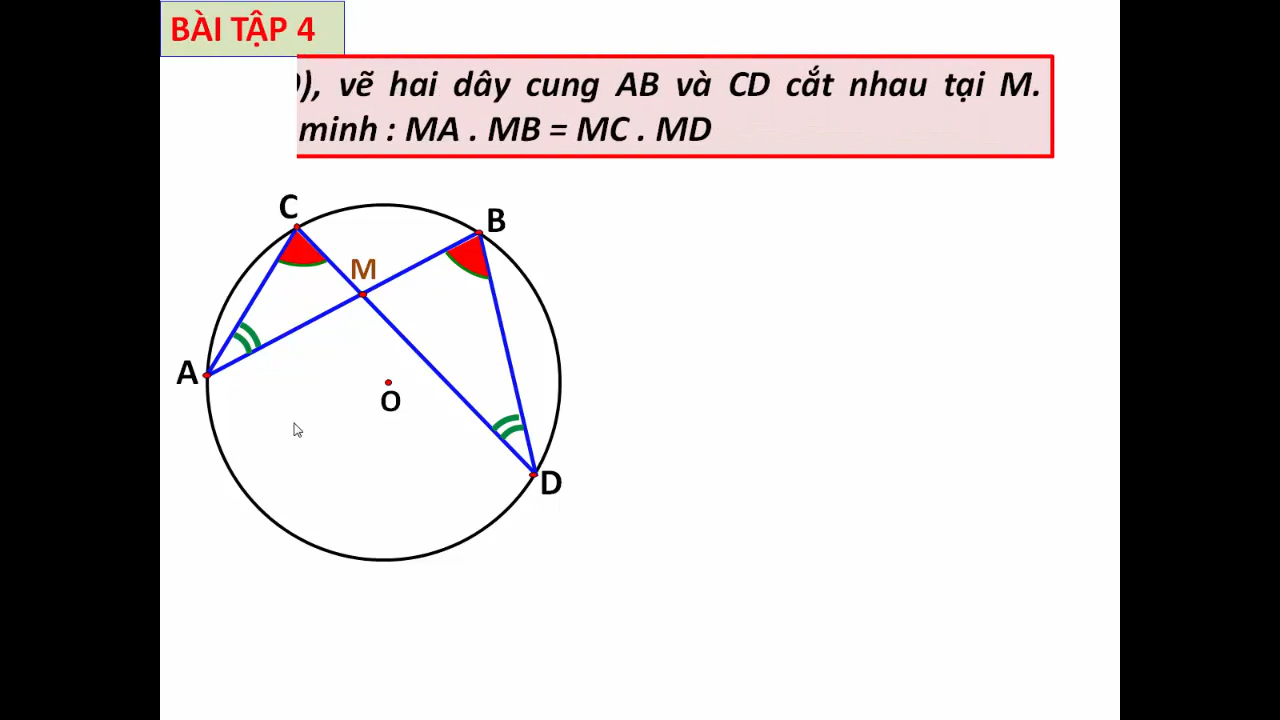 BÀI TẬP 4
), vẽ hai dây cung AB và CD cắt nhau tại M.
minh : MA . MB = MC . MD
C
B
M
A
O
D